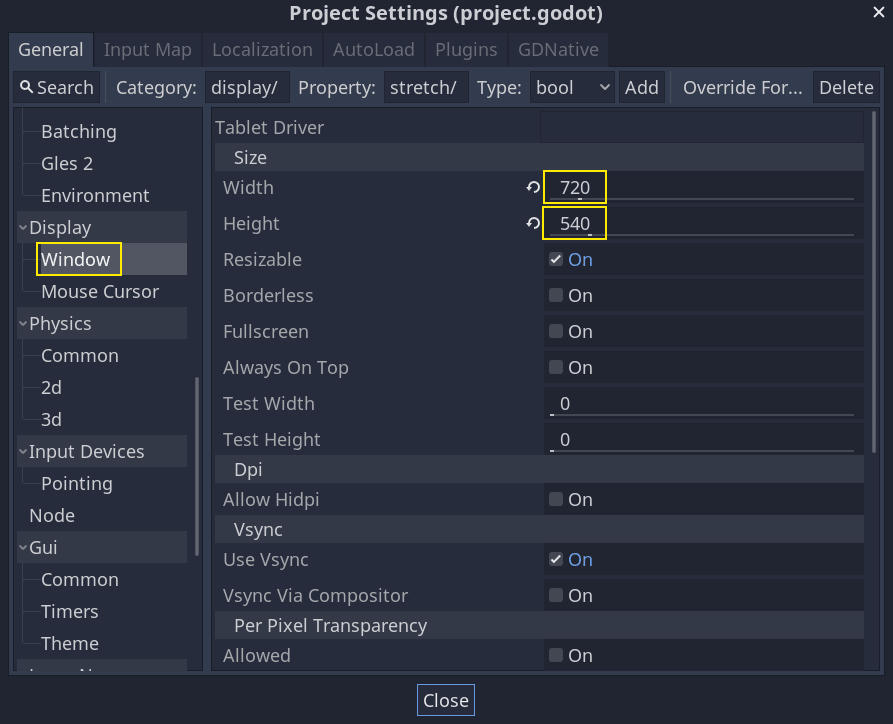 Project Settings (project.godot)
General Input Map Localization AutoLoad Plugins GDNative
Search Category: display/ Property: stretch/ Type: bool Add Override For... Delete
Batching
Gles 2
Environment
Display
Window
Mouse Cursor
Physics
Common
2d
3d
Input Devices
Pointing
Node
Gui
Common
Timers
Theme
Tablet Driver
Size
Width 720
Height 540
Resizable On
Borderless On
Fullscreen On
Always On Top On
Test Width 0
Test Height 0
Dpi
Allow Hidpi On
Vsync
Use Vsync On
Vsync Via Compositor On
Per Pixel Transparency
Allowed On
Close